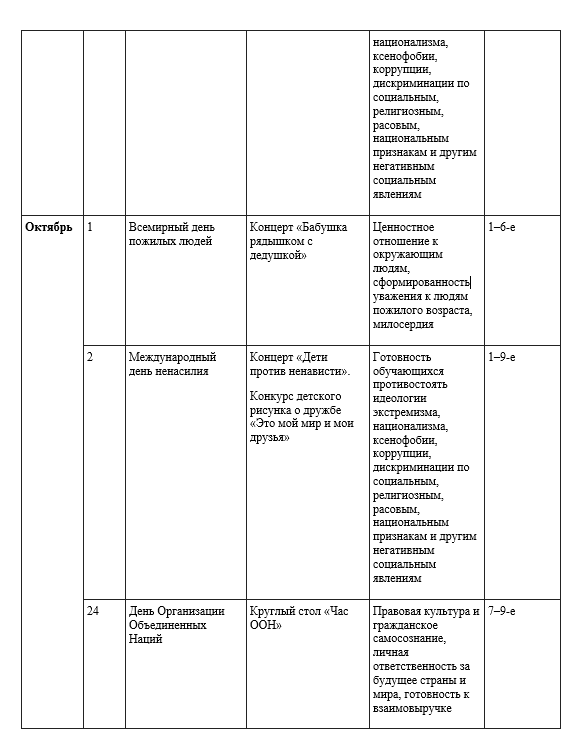 национализма,
ксенофобии,
коррупции,
дискриминации по
социальным,
религиозным,
расовым,
национальным
признакам и другим
негативным
социальным
явлениям
Октябрь
1
Всемирный день
пожилых людей
Концерт «Бабушка
рядышком с
дедушкой»
Ценностное
отношение к
окружающим
людям,
сформированность
уважения к людям
пожилого возраста,
милосердия
1–6-е
2
Международный
день ненасилия
Концерт «Дети
против ненависти».
Конкурс детского
рисунка о дружбе
«Это мой мир и мои
друзья»
Готовность
обучающихся
противостоять
идеологии
экстремизма,
национализма,
ксенофобии,
коррупции,
дискриминации по
социальным,
религиозным,
расовым,
национальным
признакам и другим
негативным
социальным
явлениям
1–9-е
24
День Организации
Объединенных
Наций
Круглый стол «Час
ООН»
Правовая культура и
гражданское
самосознание,
личная
ответственность за
будущее страны и
мира, готовность к
взаимовыручке
7–9-е